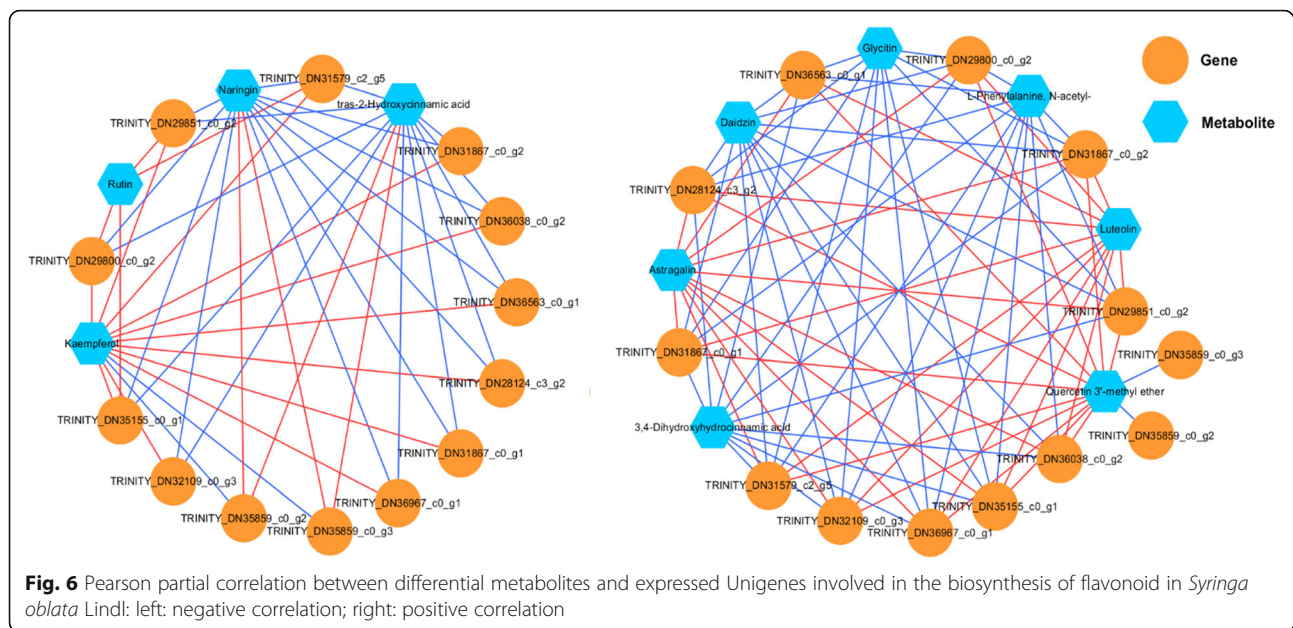 Naringin
TRINITY_DN31579_c2_g5
tras-2-Hydroxycinnamic acid
TRINITY_DN29851_c0_g2
TRINITY_DN31867_c0_g2
Rutin
TRINITY_DN36038_c0_g2
TRINITY_DN29800_c0_g2
TRINITY_DN36563_c0_g1
Kaempferol
TRINITY_DN28124_c3_g2
TRINITY_DN35155_c0_g1
TRINITY_DN31867_c0_g1
TRINITY_DN32109_c0_g3
TRINITY_DN36967_c0_g1
TRINITY_DN35859_c0_g2
TRINITY_DN35859_c0_g3
Glycitin
TRINITY_DN29800_c0_g2
TRINITY_DN36563_c0_g1
L-Phenylalanine, N-acetyl-
Daidzin
TRINITY_DN31867_c0_g2
TRINITY_DN28124_c3_g2
Luteolin
Astragalin
TRINITY_DN29851_c0_g2
TRINITY_DN31867_c0_g1
TRINITY_DN35859_c0_g3
Quercetin 3'-methyl ether
3,4-Dihydroxyhydrocinnamic acid
TRINITY_DN35859_c0_g2
TRINITY_DN36038_c0_g2
TRINITY_DN31579_c2_g5
TRINITY_DN35155_c0_g1
TRINITY_DN32109_c0_g3
TRINITY_DN36967_c0_g1
Gene
Metabolite
Fig. 6 Pearson partial correlation between differential metabolites and expressed Unigenes involved in the biosynthesis of flavonoid in Syringa
oblata Lindl: left: negative correlation; right: positive correlation